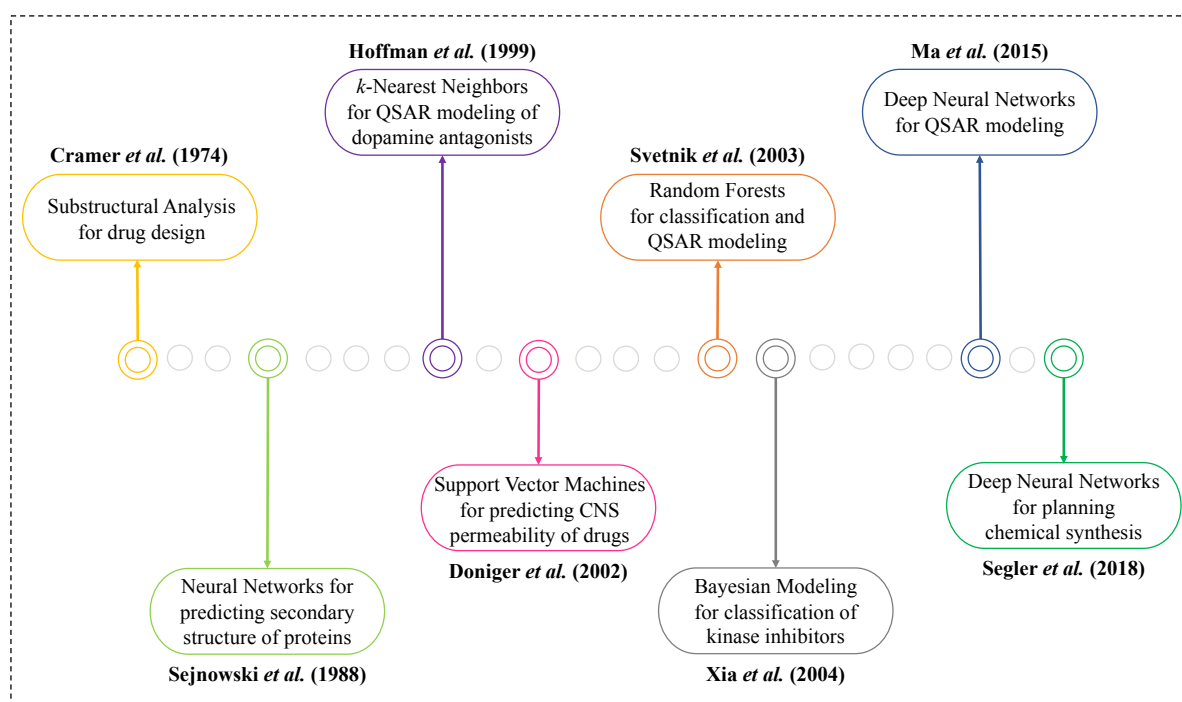 Cramer et al. (1974)
Substructural Analysis
for drug design
Neural Networks for
predicting secondary
structure of proteins
Sejnowski et al. (1988)
Hoffman et al. (1999)
k-Nearest Neighbors
for QSAR modeling of
dopamine antagonists
Support Vector Machines
for predicting CNS
permeability of drugs
Doniger et al. (2002)
Svetnik et al. (2003)
Random Forests
for classification and
QSAR modeling
Bayesian Modeling
for classification of
kinase inhibitors
Xia et al. (2004)
Ma et al. (2015)
Deep Neural Networks
for QSAR modeling
Deep Neural Networks
for planning
chemical synthesis
Segler et al. (2018)